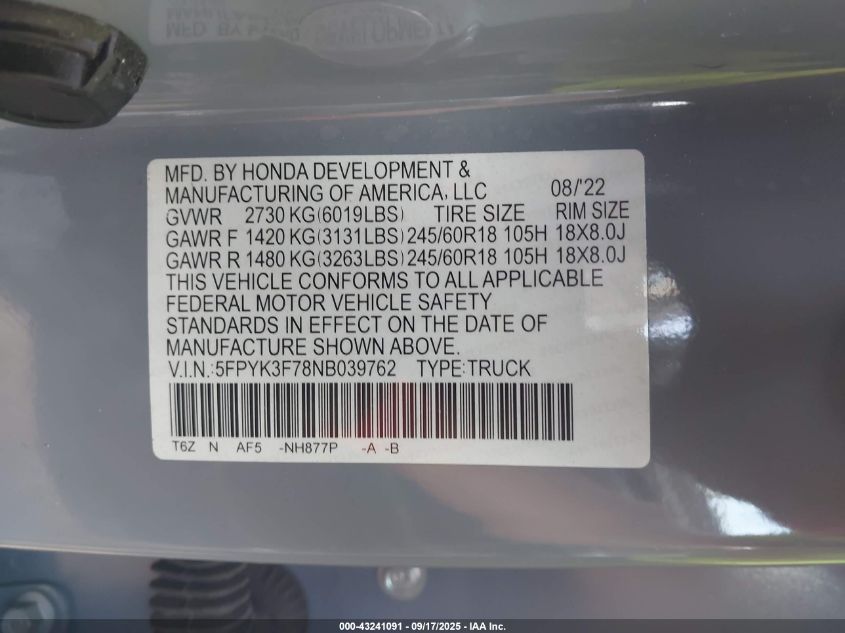 MFD. BY HONDA DEVELOPMENT &
MANUFACTURING OF AMERICA, LLC 08/'22
GVWR 2730 KG(6019LBS) TIRE SIZE RIM SIZE
GAWR F 1420 KG(3131LBS) 245/60R18 105H 18X8.0J
GAWR R 1480 KG(3263LBS) 245/60R18 105H 18X8.0J
THIS VEHICLE CONFORMS TO ALL APPLICABLE
FEDERAL MOTOR VEHICLE SAFETY
STANDARDS IN EFFECT ON THE DATE OF
MANUFACTURE SHOWN ABOVE.
V.I.N.:5FPYK3F78NB039762 TYPE:TRUCK
T6Z N AF5 -NH877P -A -B
000-43241091 - 09/17/2025 - IAA Inc.